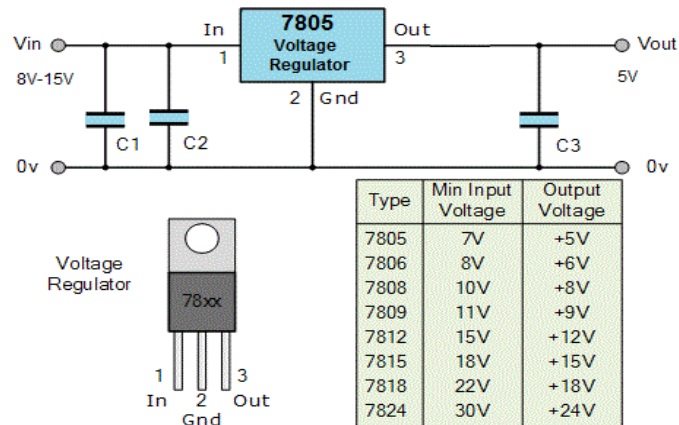 7805
Voltage
Regulator
In
1
Out
3
2 Gnd
Vin
8V-15V
Vout
5V
C1
C2
C3
0v
0v
Voltage
Regulator
78xx
1
2
3
In
Gnd
Out
Type Min Input Voltage Output Voltage
7805 7V +5V
7806 8V +6V
7808 10V +8V
7809 11V +9V
7812 15V +12V
7815 18V +15V
7818 22V +18V
7824 30V +24V